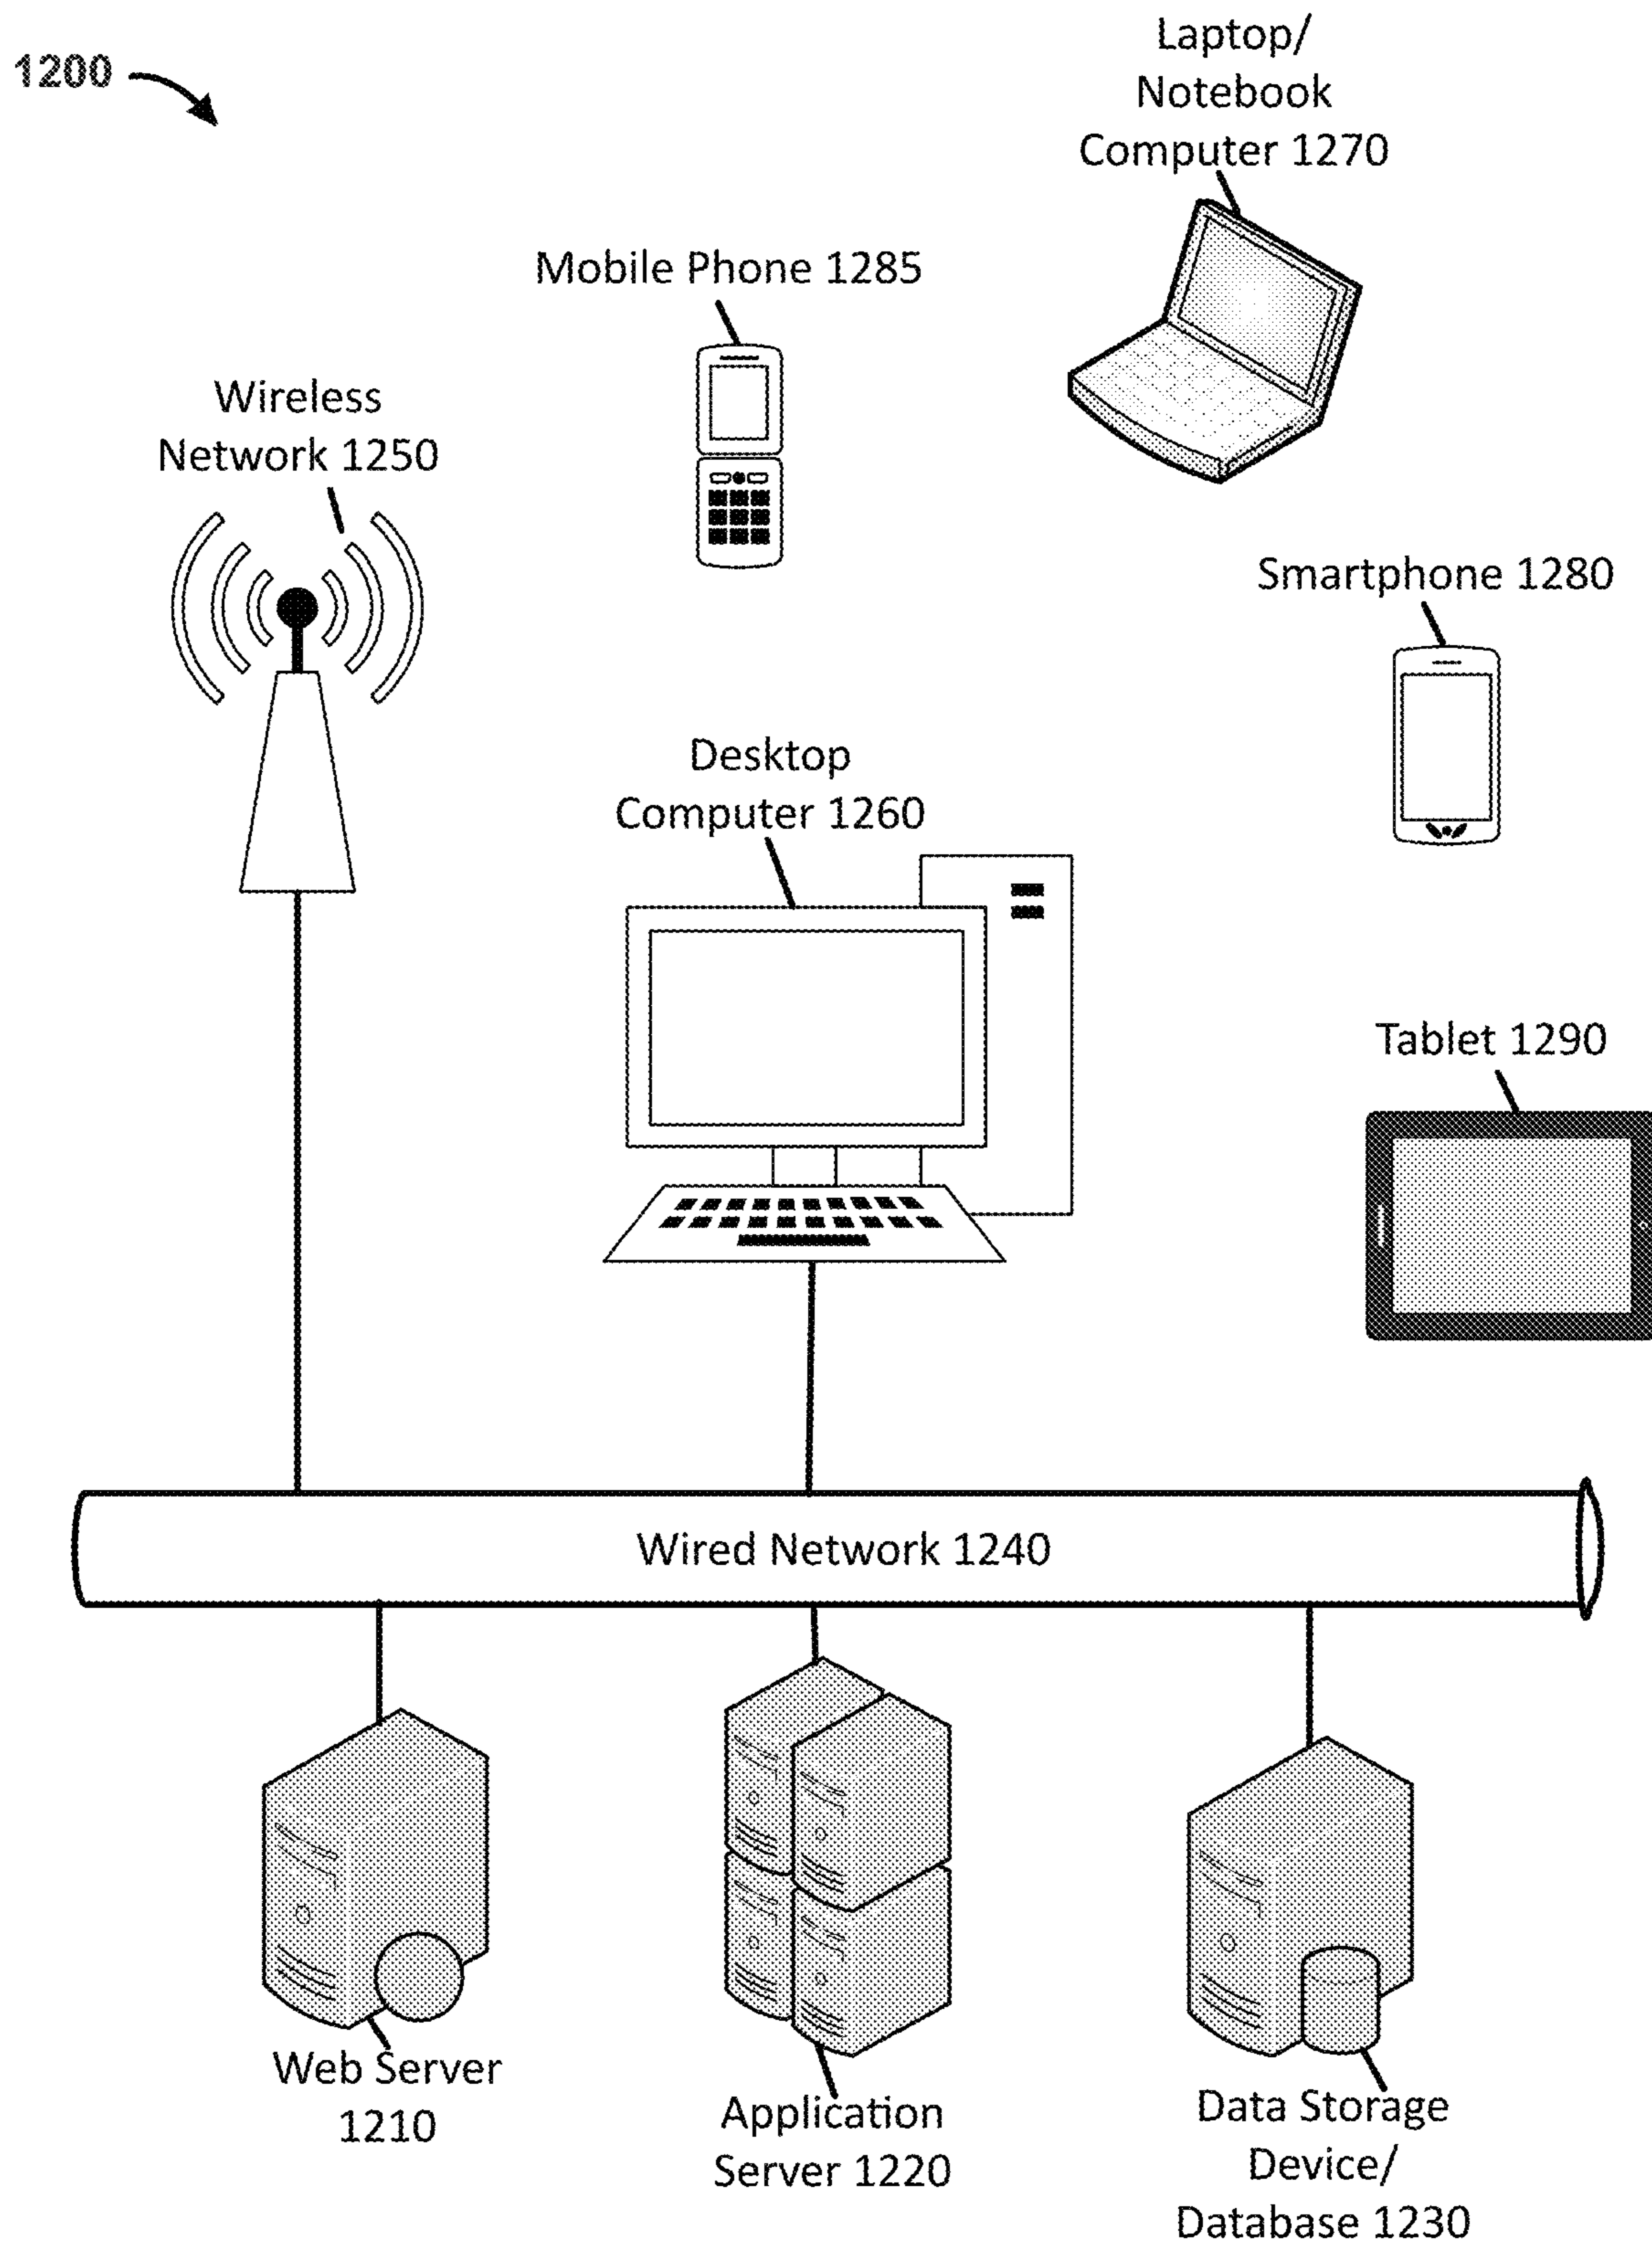 1200
Laptop/
Notebook
Computer 1270
Mobile Phone 1285
Wireless
Network 1250
Smartphone 1280
Desktop
Computer 1260
Tablet 1290
Wired Network 1240
Web Server
1210
Application
Server 1220
Data Storage
Device/
Database 1230